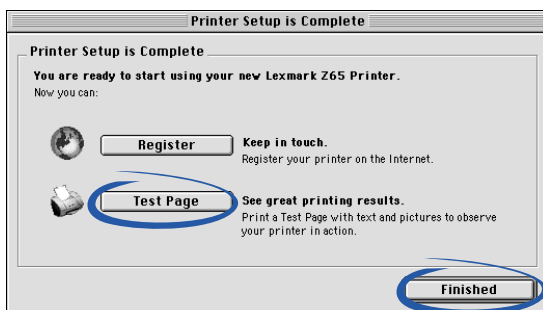 Printer Setup is Complete
Printer Setup is Complete
You are ready to start using your new Lexmark Z65 Printer.
Now you can:
Register
Keep in touch.
Register your printer on the Internet.
Test Page
See great printing results.
Print a Test Page with text and pictures to observe
your printer in action.
Finished